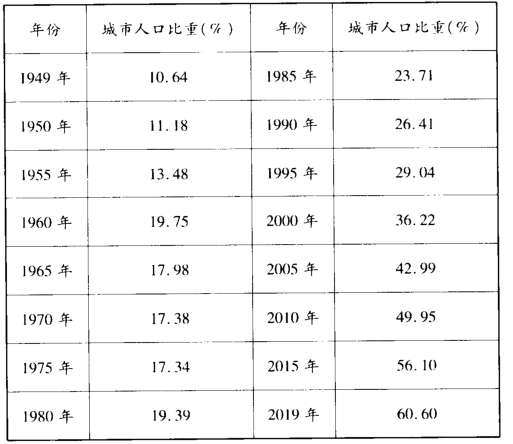 年份 城市人口比重(%) 年份 城市人口比重(%)
1949 年 10.64 1985 年 23.71
1950 年 11.18 1990 年 26.41
1955 年 13.48 1995 年 29.04
1960 年 19.75 2000 年 36.22
1965 年 17.98 2005 年 42.99
1970 年 17.38 2010 年 49.95
1975 年 17.34 2015 年 56.10
1980 年 19.39 2019 年 60.60